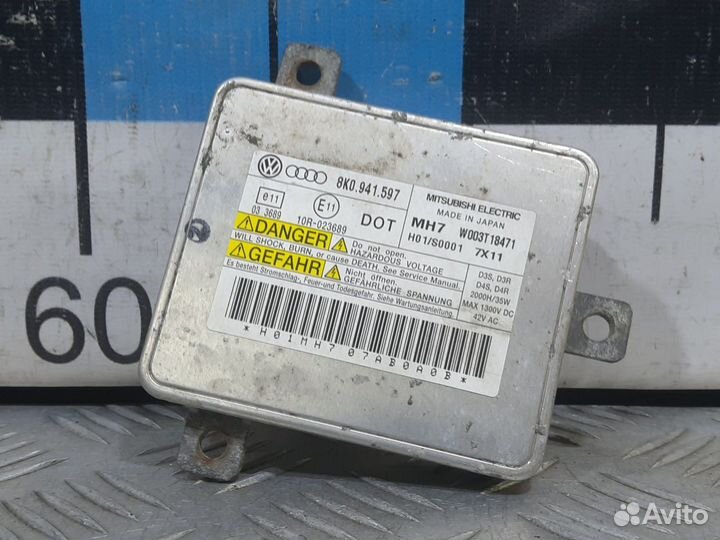 8K0.941.597
MITSUBISHI ELECTRIC
MADE IN JAPAN
e11
03 3689
E11
10R-023689
DOT
MH7 W003T18471
H01/S0001 7X11
DANGER
Do not open.
HAZARDOUS VOLTAGE
WILL SHOCK, BURN, or cause DEATH. See Service Manual.
GEFAHR
Nicht öffnen.
GEFÄHRLICHE SPANNUNG
Es besteht Stromschlag-, Feuer-und Todesgefahr. Siehe Wartungsanleitung.
D3S, D3R
D4S, D4R
2000H/35W
MAX 1300V DC
42V AC
*H01MH707AB0A0B*
60
Avito